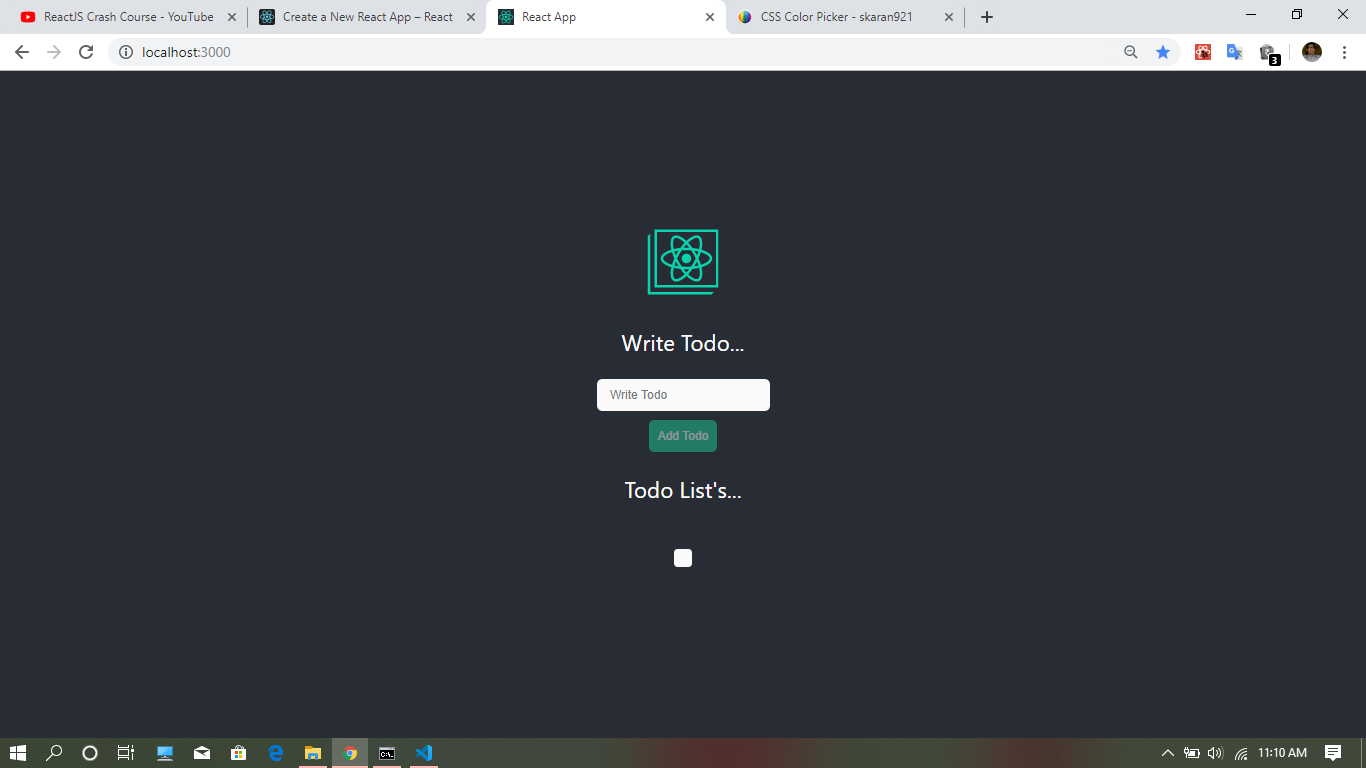 ReactJS Crash Course - YouTube
Create a New React App – React
React App
CSS Color Picker - skaran921
localhost:3000
3
Write Todo...
Write Todo
Add Todo
Todo List's...
11:10 AM